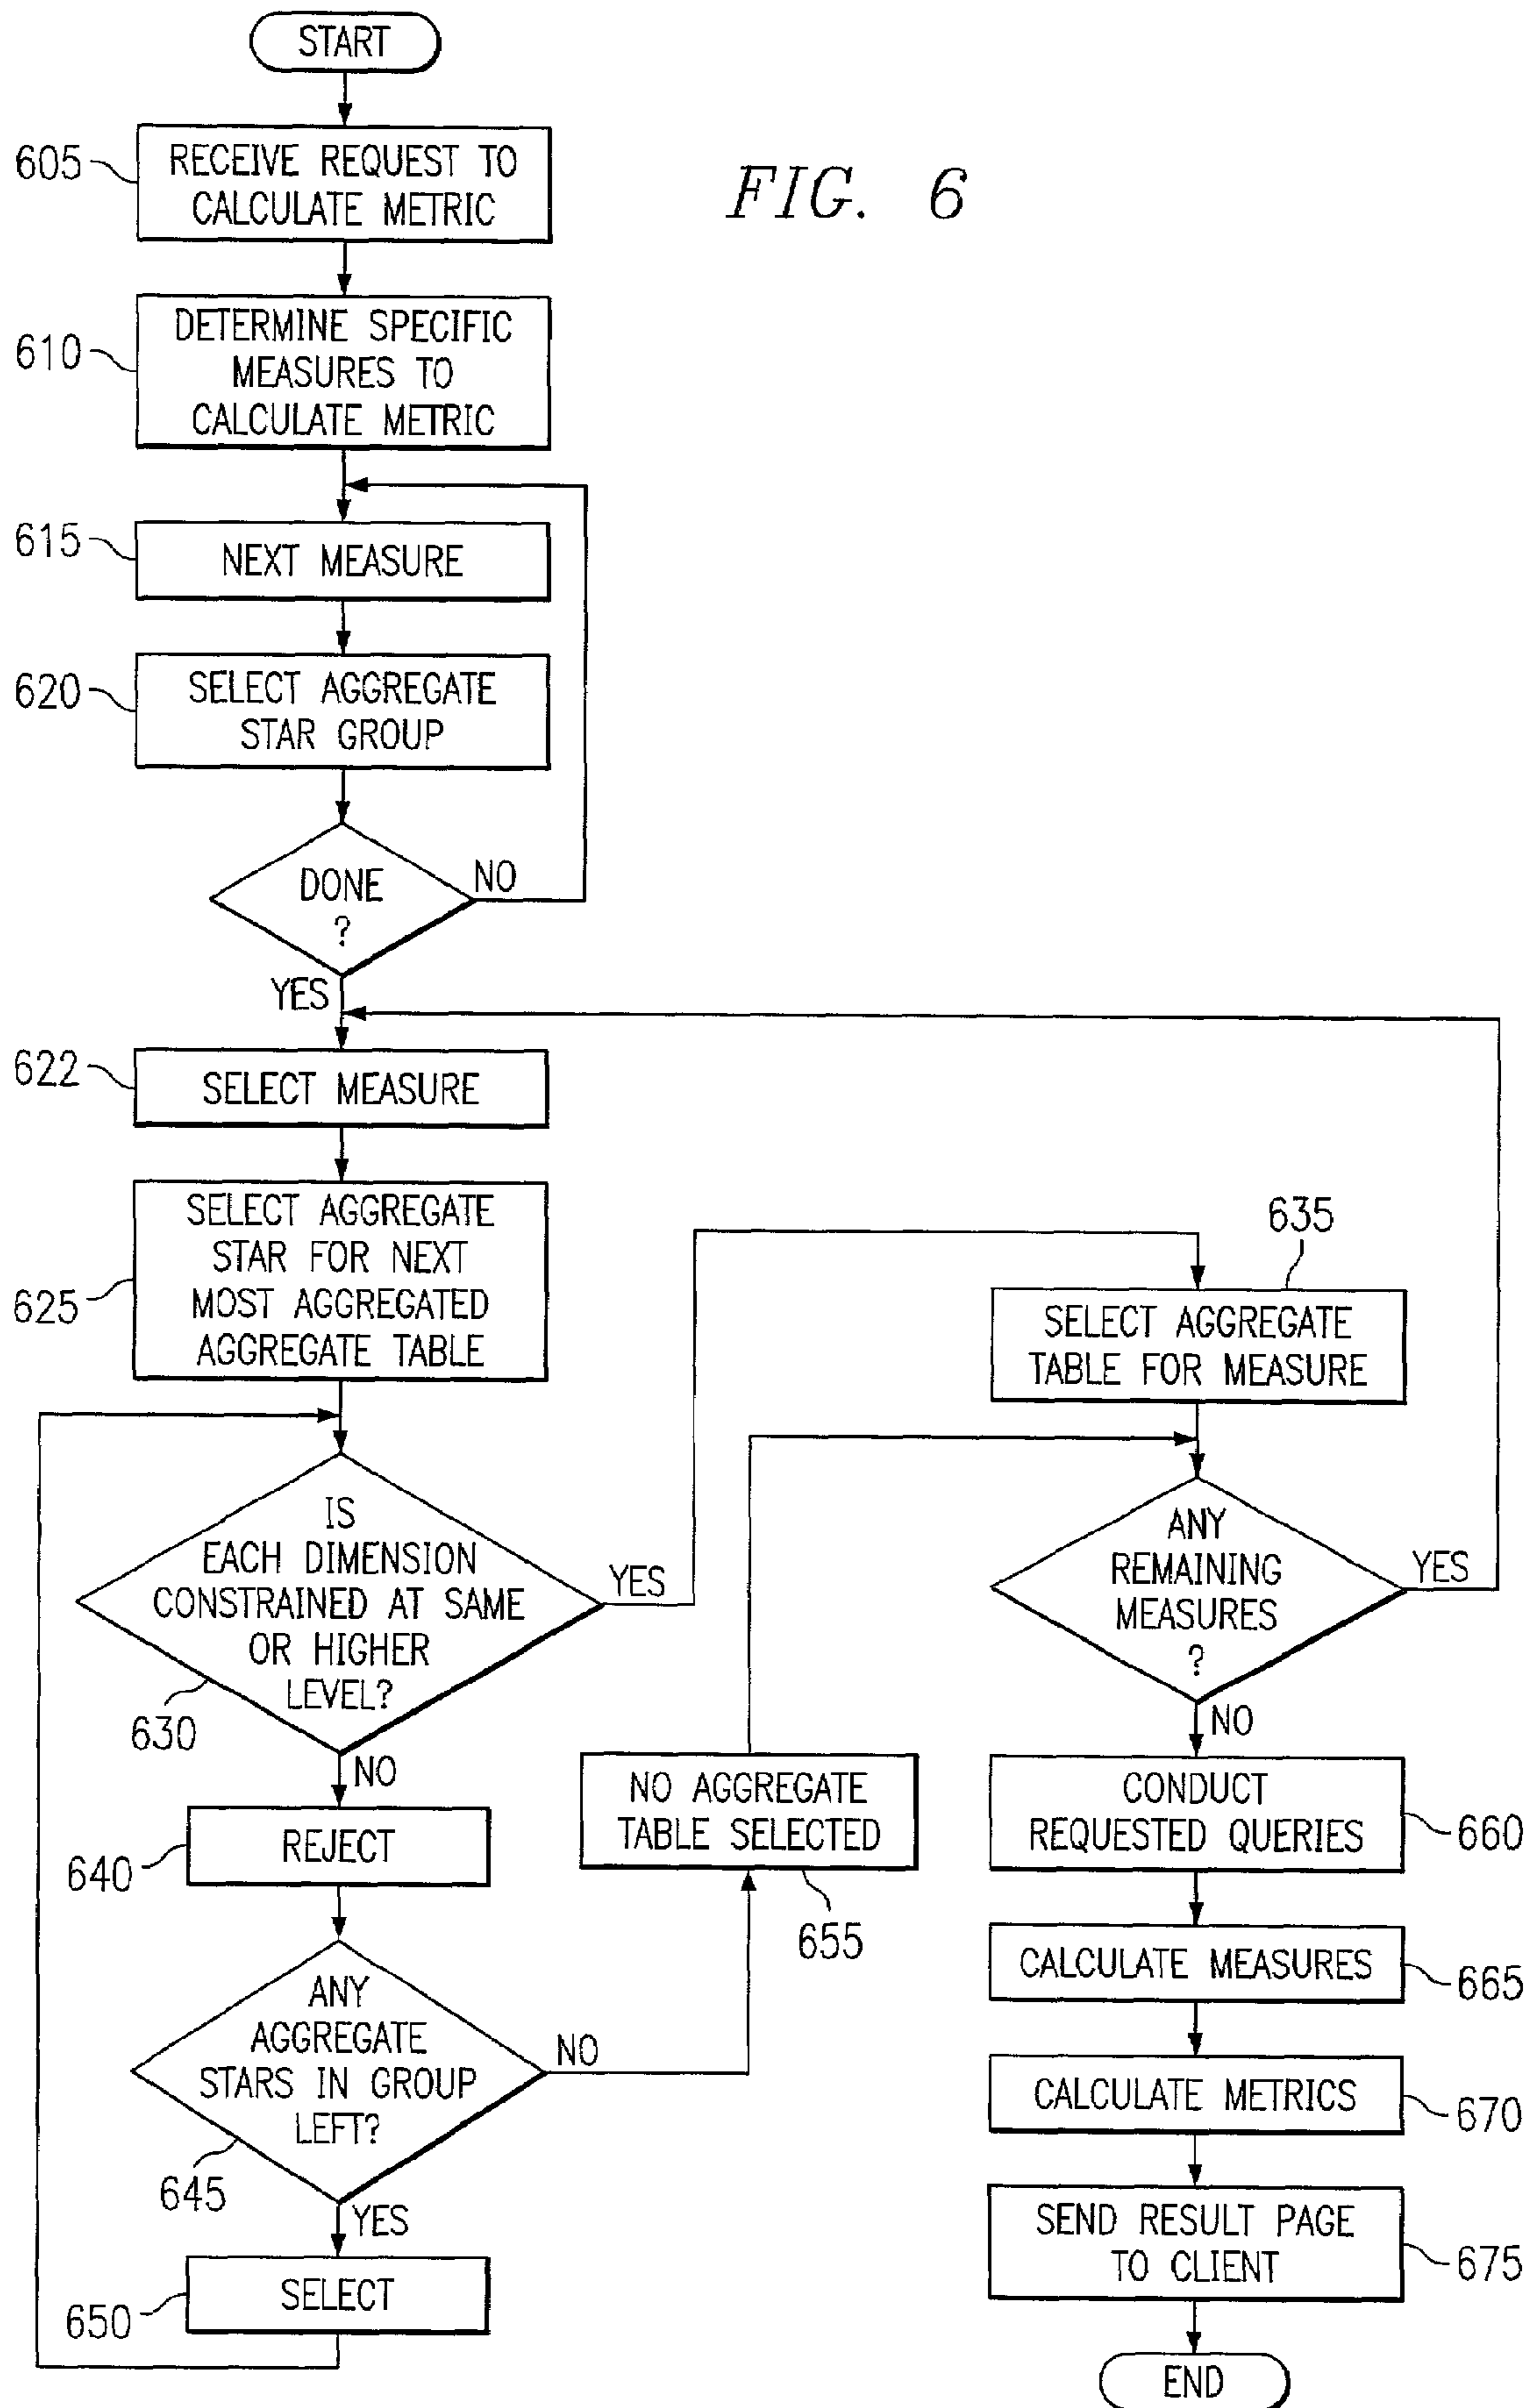 START
605
RECEIVE REQUEST TO
CALCULATE METRIC
FIG. 6
610
DETERMINE SPECIFIC
MEASURES TO
CALCULATE METRIC
615
NEXT MEASURE
620
SELECT AGGREGATE
STAR GROUP
DONE
?
NO
YES
622
SELECT MEASURE
625
SELECT AGGREGATE
STAR FOR NEXT
MOST AGGREGATED
AGGREGATE TABLE
IS
EACH DIMENSION
CONSTRAINED AT SAME
OR HIGHER
LEVEL?
630
YES
NO
640
REJECT
ANY
AGGREGATE
STARS IN GROUP
LEFT?
645
NO
YES
650
SELECT
NO AGGREGATE
TABLE SELECTED
655
635
SELECT AGGREGATE
TABLE FOR MEASURE
ANY
REMAINING
MEASURES
?
YES
NO
CONDUCT
REQUESTED QUERIES
660
CALCULATE MEASURES
665
CALCULATE METRICS
670
SEND RESULT PAGE
TO CLIENT
675
END